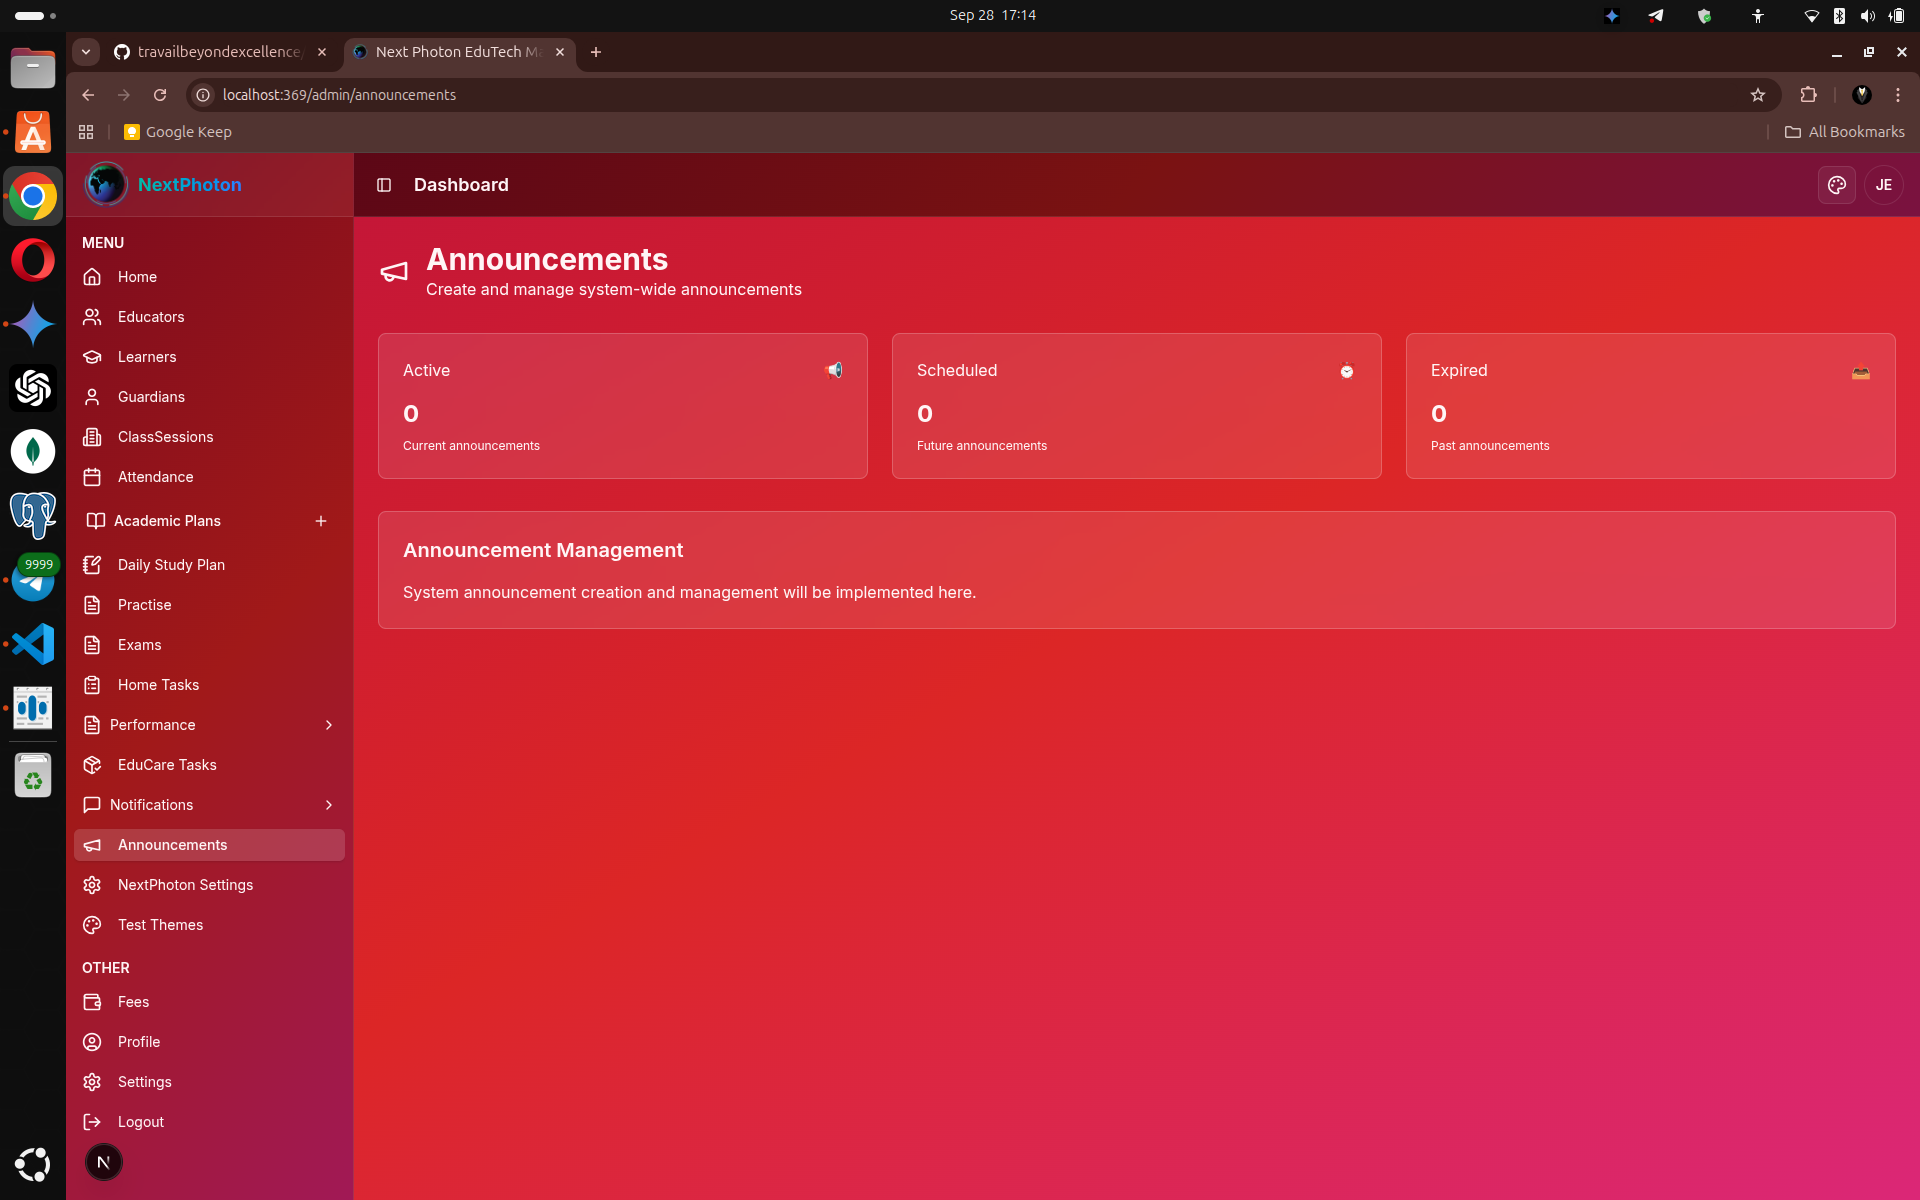 Sep 28 17:14
travailbeyondexcellence
Next Photon EduTech M
localhost:369/admin/announcements
Google Keep
All Bookmarks
NextPhoton
Dashboard
JE
MENU
Home
Educators
Learners
Guardians
ClassSessions
Attendance
Academic Plans
Daily Study Plan
Practise
Exams
Home Tasks
Performance
EduCare Tasks
Notifications
Announcements
NextPhoton Settings
Test Themes
OTHER
Fees
Profile
Settings
Logout
N
9999
Announcements
Create and manage system-wide announcements
Active
0
Current announcements
Scheduled
0
Future announcements
Expired
0
Past announcements
Announcement Management
System announcement creation and management will be implemented here.